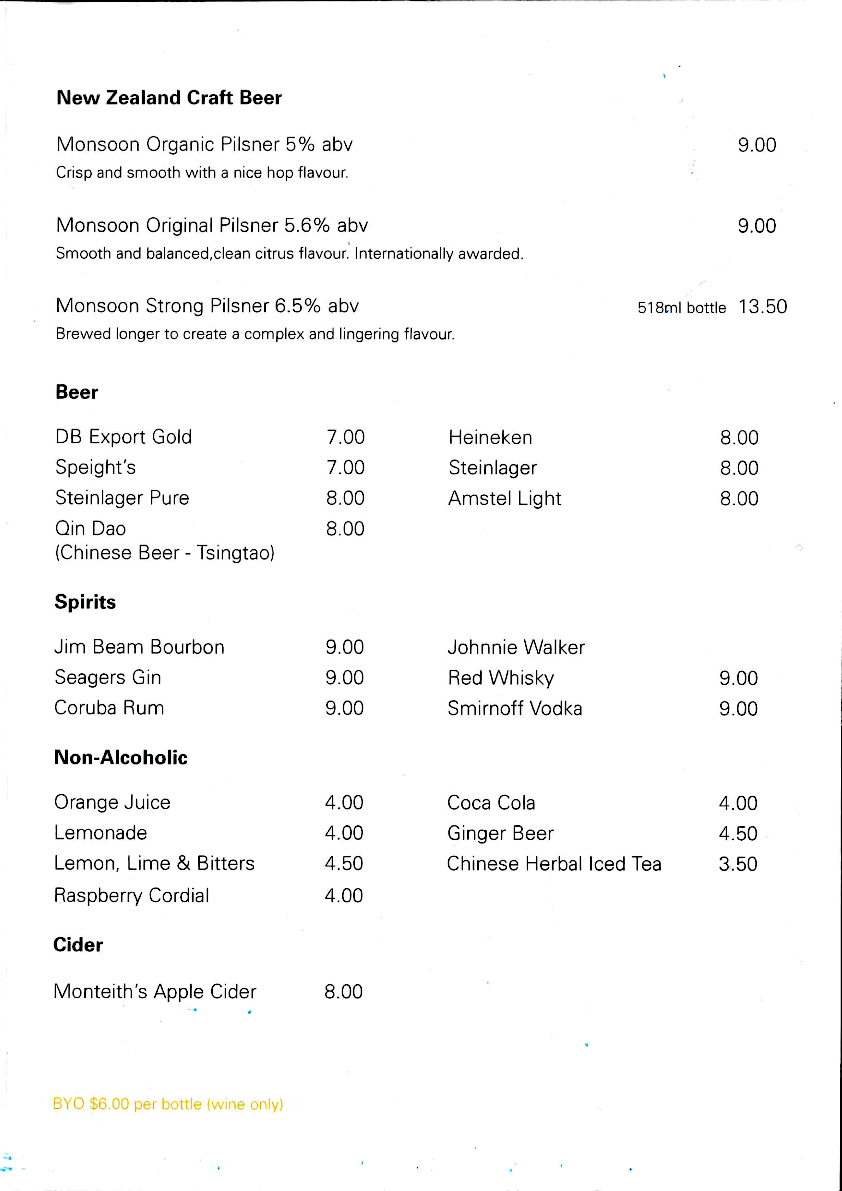 New Zealand Craft Beer
Monsoon Organic Pilsner 5% abv 9.00
Crisp and smooth with a nice hop flavour.
Monsoon Original Pilsner 5.6% abv 9.00
Smooth and balanced,clean citrus flavour. Internationally awarded.
Monsoon Strong Pilsner 6.5% abv 518ml bottle 13.50
Brewed longer to create a complex and lingering flavour.
Beer
DB Export Gold 7.00 Heineken 8.00
Speight's 7.00 Steinlager 8.00
Steinlager Pure 8.00 Amstel Light 8.00
Qin Dao 8.00
(Chinese Beer - Tsingtao)
Spirits
Jim Beam Bourbon 9.00 Johnnie Walker
Seagers Gin 9.00 Red Whisky 9.00
Coruba Rum 9.00 Smirnoff Vodka 9.00
Non-Alcoholic
Orange Juice 4.00 Coca Cola 4.00
Lemonade 4.00 Ginger Beer 4.50
Lemon, Lime & Bitters 4.50 Chinese Herbal Iced Tea 3.50
Raspberry Cordial 4.00
Cider
Monteith's Apple Cider 8.00
BYO $6.00 per bottle (wine only)